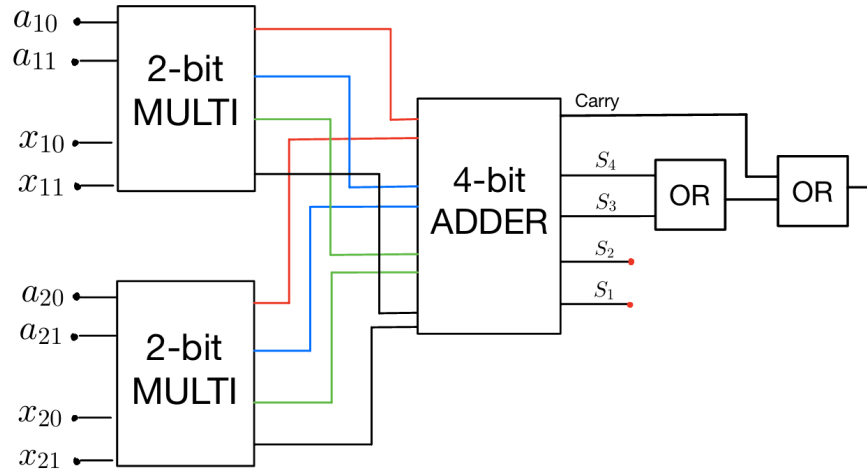 a₁₀
a₁₁
x₁₀
x₁₁
2-bit
MULTI
a₂₀
a₂₁
x₂₀
x₂₁
2-bit
MULTI
4-bit
ADDER
Carry
S₄
S₃
S₂
S₁
OR
OR